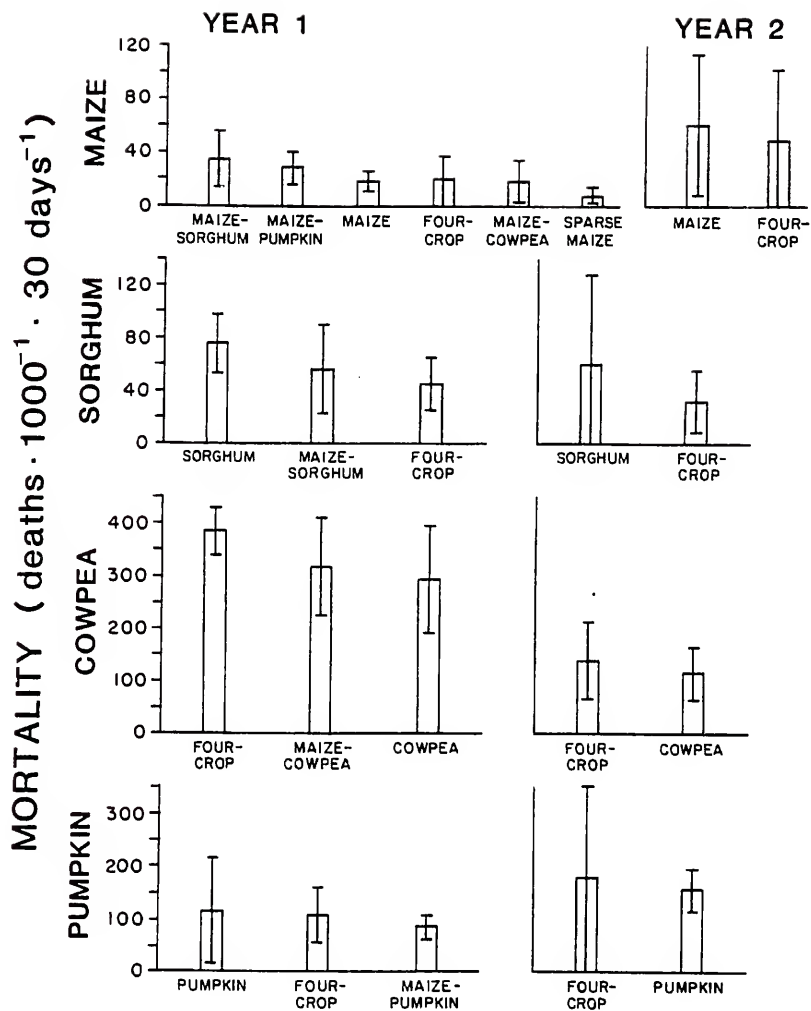 YEAR 1
YEAR 2
MORTALITY (deaths · 1000⁻¹ · 30 days⁻¹)
MAIZE
120
80
40
0
MAIZE-
SORGHUM
MAIZE-
PUMPKIN
MAIZE
FOUR-
CROP
MAIZE-
COWPEA
SPARSE
MAIZE
MAIZE
FOUR-
CROP
SORGHUM
120
80
40
0
SORGHUM
MAIZE-
SORGHUM
FOUR-
CROP
SORGHUM
FOUR-
CROP
COWPEA
400
300
200
100
0
FOUR-
CROP
MAIZE-
COWPEA
COWPEA
FOUR-
CROP
COWPEA
PUMPKIN
300
200
100
0
PUMPKIN
FOUR-
CROP
MAIZE-
PUMPKIN
FOUR-
CROP
PUMPKIN